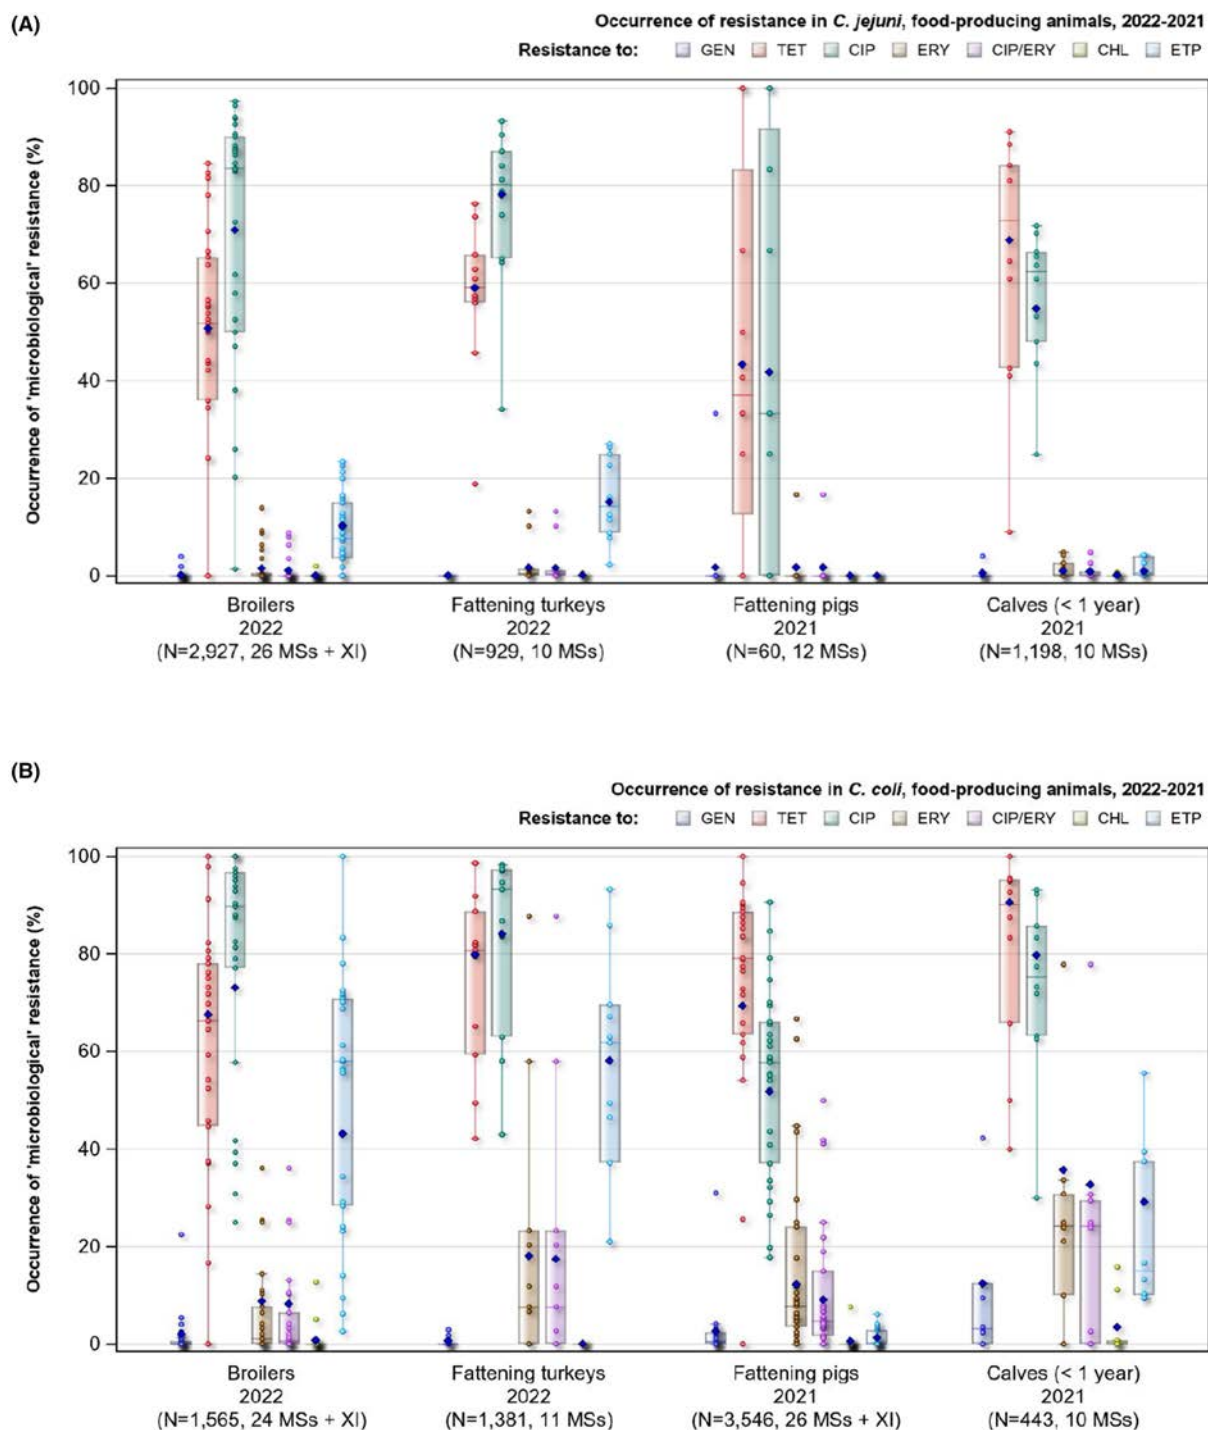 (A)
Occurrence of resistance in C. jejuni, food-producing animals, 2022-2021
Resistance to: GEN TET CIP ERY CIP/ERY CHL ETP
Occurrence of 'microbiological' resistance (%)
100
80
60
40
20
0
Broilers Fattening turkeys Fattening pigs Calves (< 1 year)
2022 2022 2021 2021
(N=2,927, 26 MSs + XI) (N=929, 10 MSs) (N=60, 12 MSs) (N=1,198, 10 MSs)
(B)
Occurrence of resistance in C. coli, food-producing animals, 2022-2021
Resistance to: GEN TET CIP ERY CIP/ERY CHL ETP
Occurrence of 'microbiological' resistance (%)
100
80
60
40
20
0
Broilers Fattening turkeys Fattening pigs Calves (< 1 year)
2022 2022 2021 2021
(N=1,565, 24 MSs + XI) (N=1,381, 11 MSs) (N=3,546, 26 MSs + XI) (N=443, 10 MSs)